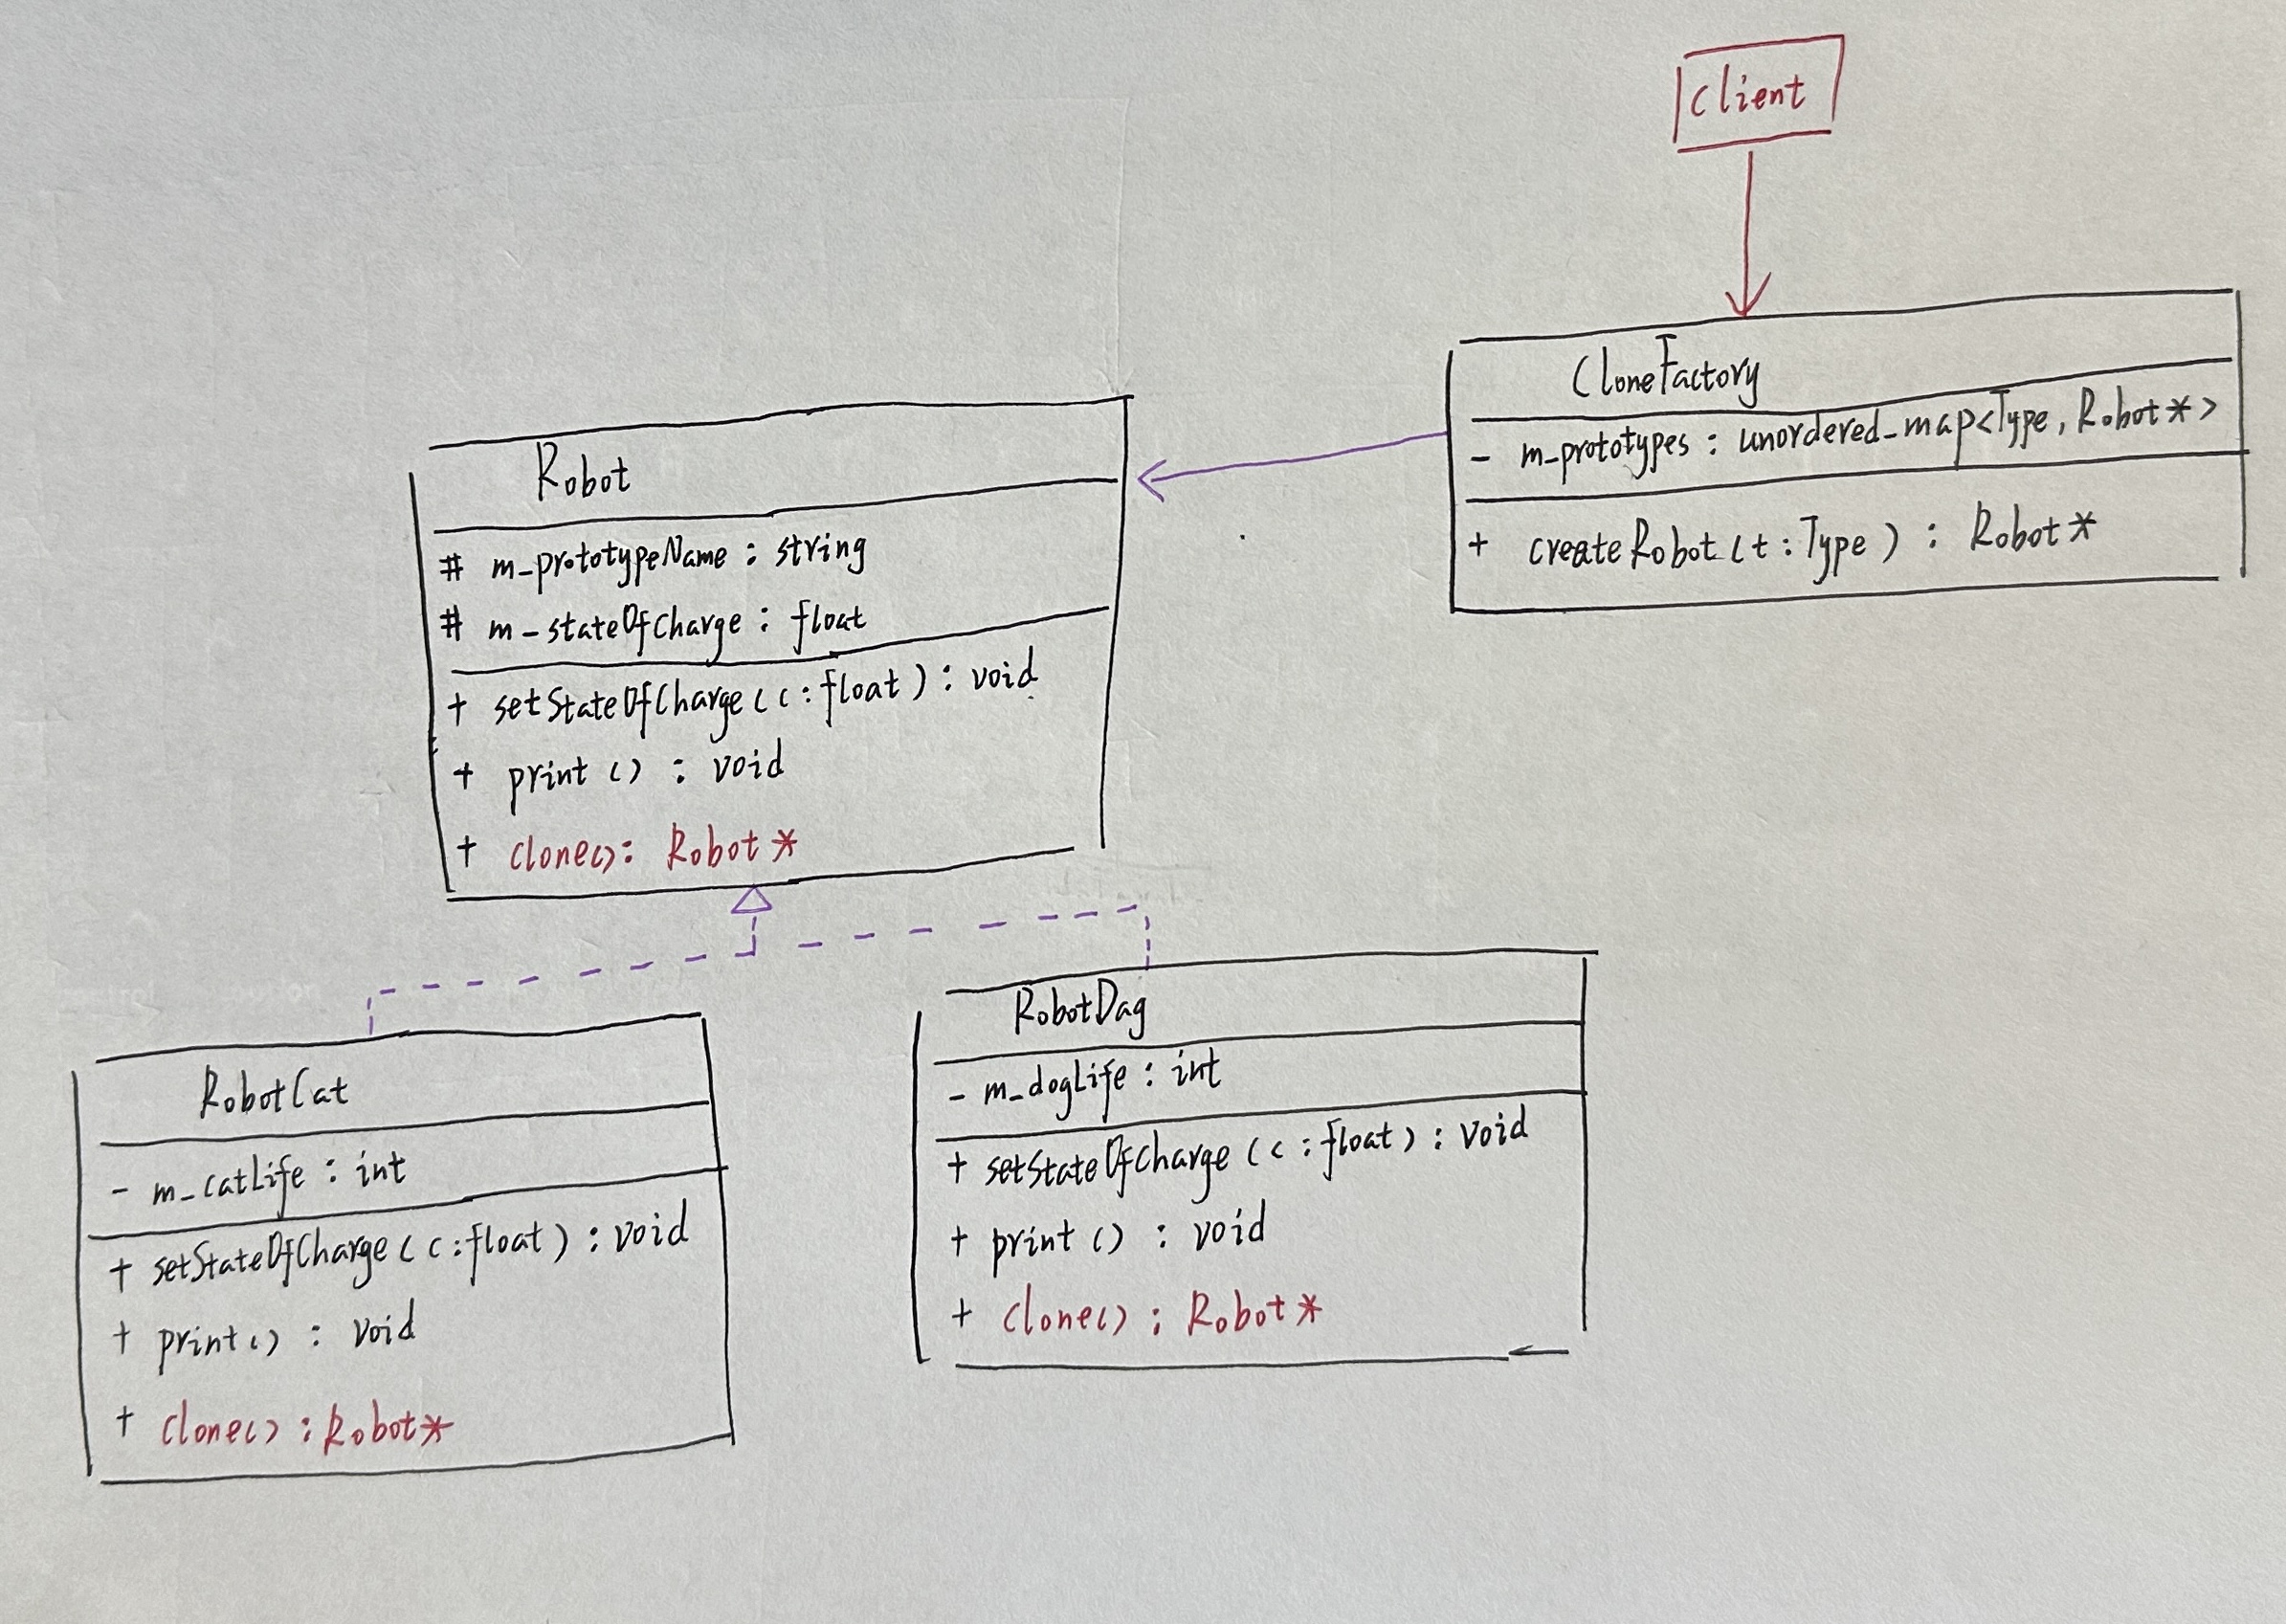 Client
CloneFactory
- m_prototypes : unordered_map<Type, Robot*>
+ createRobot(t : Type) : Robot*
Robot
# m_prototypeName : string
# m_stateOfCharge : float
+ setStateOfCharge(c : float) : void
+ print() : void
+ clone() : Robot*
RobotCat
- m_catLife : int
+ setStateOfCharge(c : float) : void
+ print() : void
+ clone() : Robot*
RobotDag
- m_dogLife : int
+ setStateOfCharge(c : float) : void
+ print() : void
+ clone() : Robot*